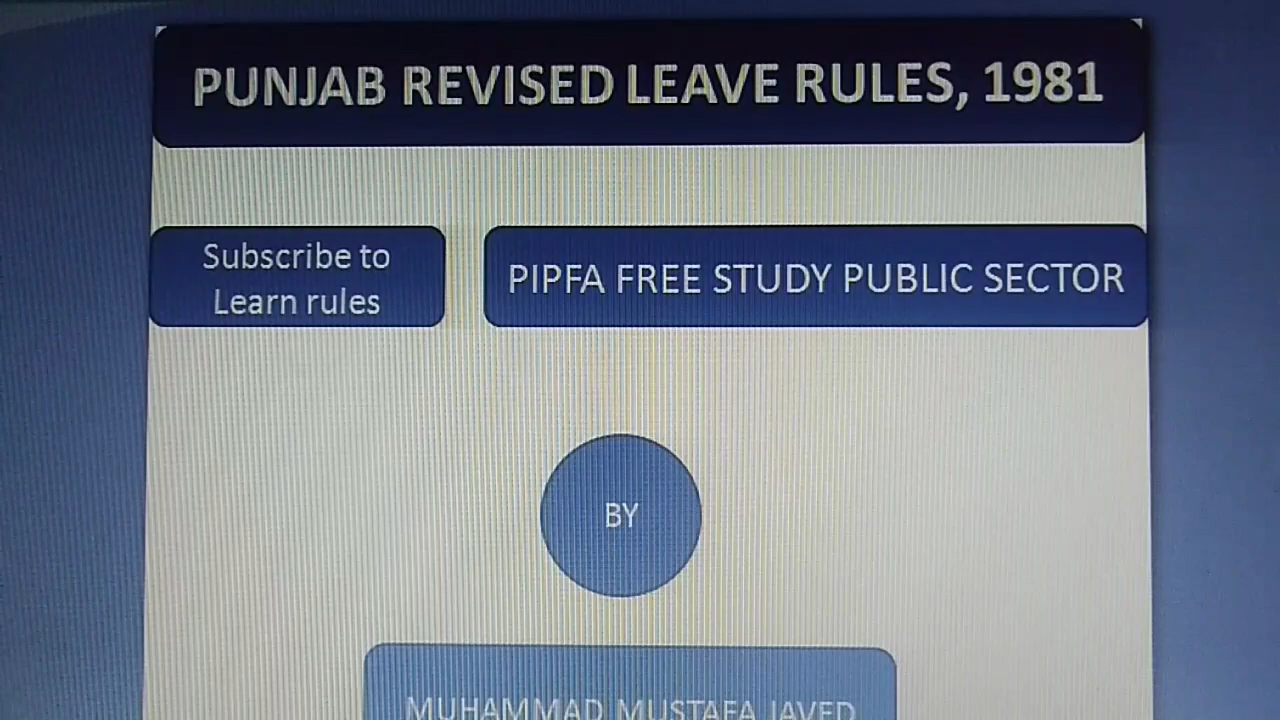 PUNJAB REVISED LEAVE RULES, 1981
Subscribe to
Learn rules
PIPFA FREE STUDY PUBLIC SECTOR
BY
MUHAMMAD MUSTAFA JAVED